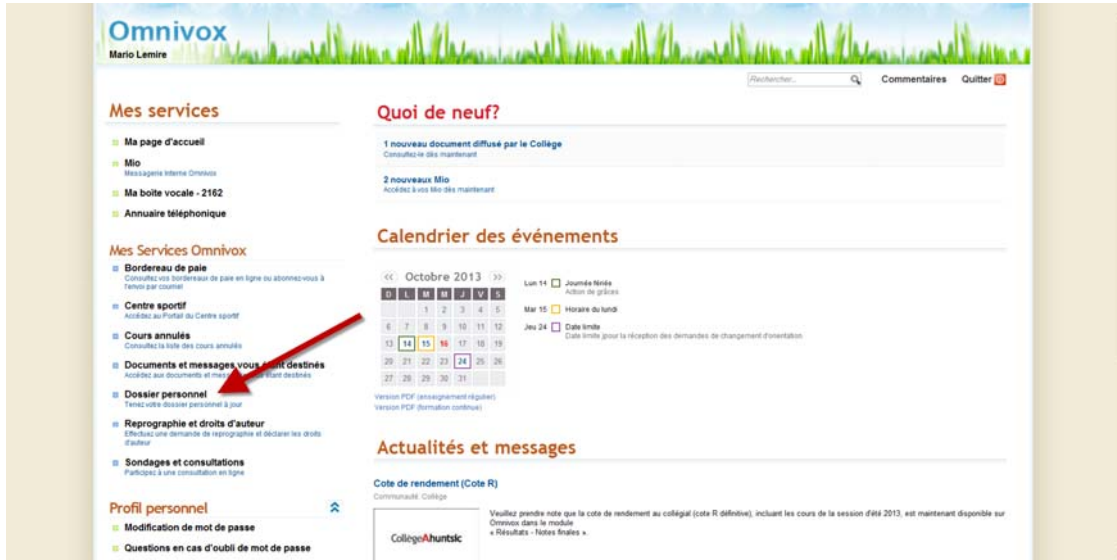 Omnivox
Mario Lemire
Rechercher...
Commentaires
Quitter
Mes services
Ma page d'accueil
Mio
Messagerie Interne Omnivox
Ma boîte vocale - 2162
Annuaire téléphonique
Mes Services Omnivox
Bordereau de paie
Consultez vos bordereaux de paie en ligne ou abonnez-vous à
l'envoi par courriel
Centre sportif
Accédez au Portail du Centre sportif
Cours annulés
Consultez la liste des cours annulés
Documents et messages vous étant destinés
Accédez aux documents et étant destinés
Dossier personnel
Tenez votre dossier personnel à jour
Reprographie et droits d'auteur
Effectuez une demande de reprographie et déclarer les droits
d'auteur
Sondages et consultations
Participez à une consultation en ligne
Profil personnel
Modification de mot de passe
Questions en cas d'oubli de mot de passe
Quoi de neuf?
1 nouveau document diffusé par le Collège
Consultez-le dès maintenant
2 nouveaux Mio
Accédez à vos Mio dès maintenant
Calendrier des événements
<< Octobre 2013 >>
D L M M J V S
1 2 3 4 5
6 7 8 9 10 11 12
13 14 15 16 17 18 19
20 21 22 23 24 25 26
27 28 29 30 31
Version PDF (enseignement régulier)
Version PDF (formation continue)
Lun 14 Journée fériée
Action de grâces
Mar 15 Horaire du lundi
Jeu 24 Date limite
Date limite pour la réception des demandes de changement d'orientation
Actualités et messages
Cote de rendement (Cote R)
Communauté Collège
CollègeAhuntsic
Veuillez prendre note que la cote de rendement au collégial (cote R définitive), incluant les cours de la session d'été 2013, est maintenant disponible sur
Omnivox dans le module
« Résultats - Notes finales ».